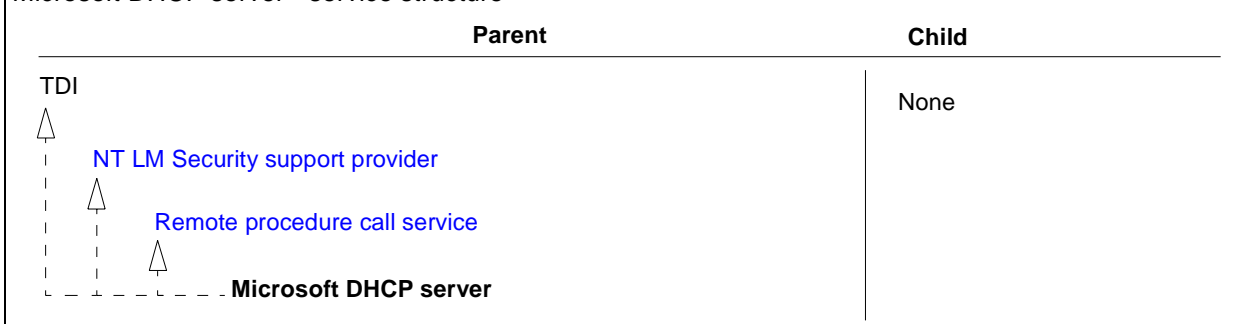 Microsoft DHCP server - service structure
Parent Child
TDI
None
NT LM Security support provider
Remote procedure call service
Microsoft DHCP server